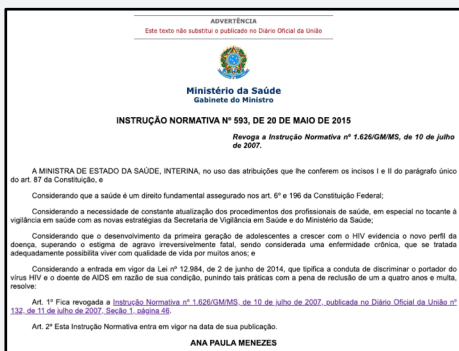 ADVERTÊNCIA
Este texto não substitui o publicado no Diário Oficial da União
Ministério da Saúde
Gabinete do Ministro
INSTRUÇÃO NORMATIVA Nº 593, DE 20 DE MAIO DE 2015
Revoga a Instrução Normativa nº 1.626/GM/MS, de 10 de julho
de 2007.
A MINISTRA DE ESTADO DA SAÚDE, INTERINA, no uso das atribuições que lhe conferem os incisos I e II do parágrafo único
do art. 87 da Constituição, e
Considerando que a saúde é um direito fundamental assegurado nos arts. 6º e 196 da Constituição Federal;
Considerando a necessidade de constante atualização dos procedimentos dos profissionais de saúde, em especial no tocante à
vigilância em saúde com as novas estratégias da Secretaria de Vigilância em Saúde e do Ministério da Saúde;
Considerando que o desenvolvimento da primeira geração de adolescentes a crescer com o HIV evidencia o novo perfil da
doença, superando o estigma de agravo irreversivelmente fatal, sendo considerada uma enfermidade crônica, que se tratada
adequadamente possibilita viver com qualidade de vida por muitos anos; e
Considerando a entrada em vigor da Lei nº 12.984, de 2 de junho de 2014, que tipifica a conduta de discriminar o portador do
vírus HIV e o doente de AIDS em razão de sua condição, punindo tais práticas com a pena de reclusão de um a quatro anos e multa,
resolve:
Art. 1º Fica revogada a Instrução Normativa nº 1.626/GM/MS, de 10 de julho de 2007, publicada no Diário Oficial da União nº
132, de 11 de julho de 2007, Seção 1, página 46.
Art. 2º Esta Instrução Normativa entra em vigor na data de sua publicação.
ANA PAULA MENEZES